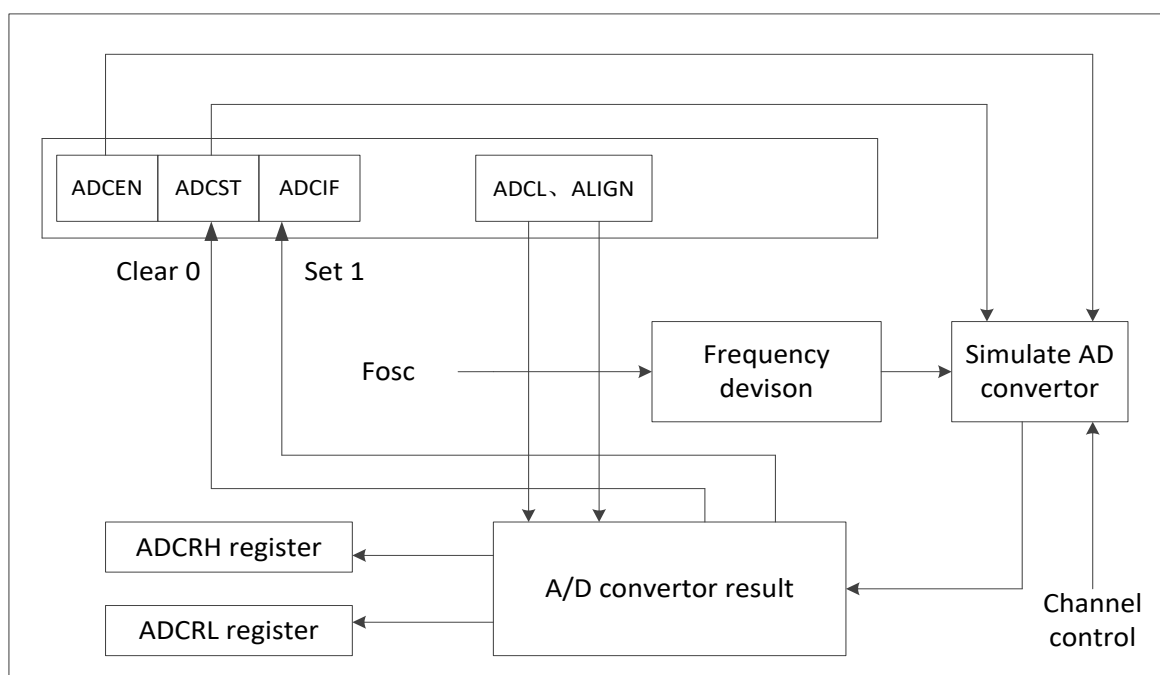 ADCEN
ADCST
ADCIF
ADCL、ALIGN
Clear 0
Set 1
Fosc
Frequency
devison
Simulate AD
convertor
ADCRH register
ADCRL register
A/D convertor result
Channel
control